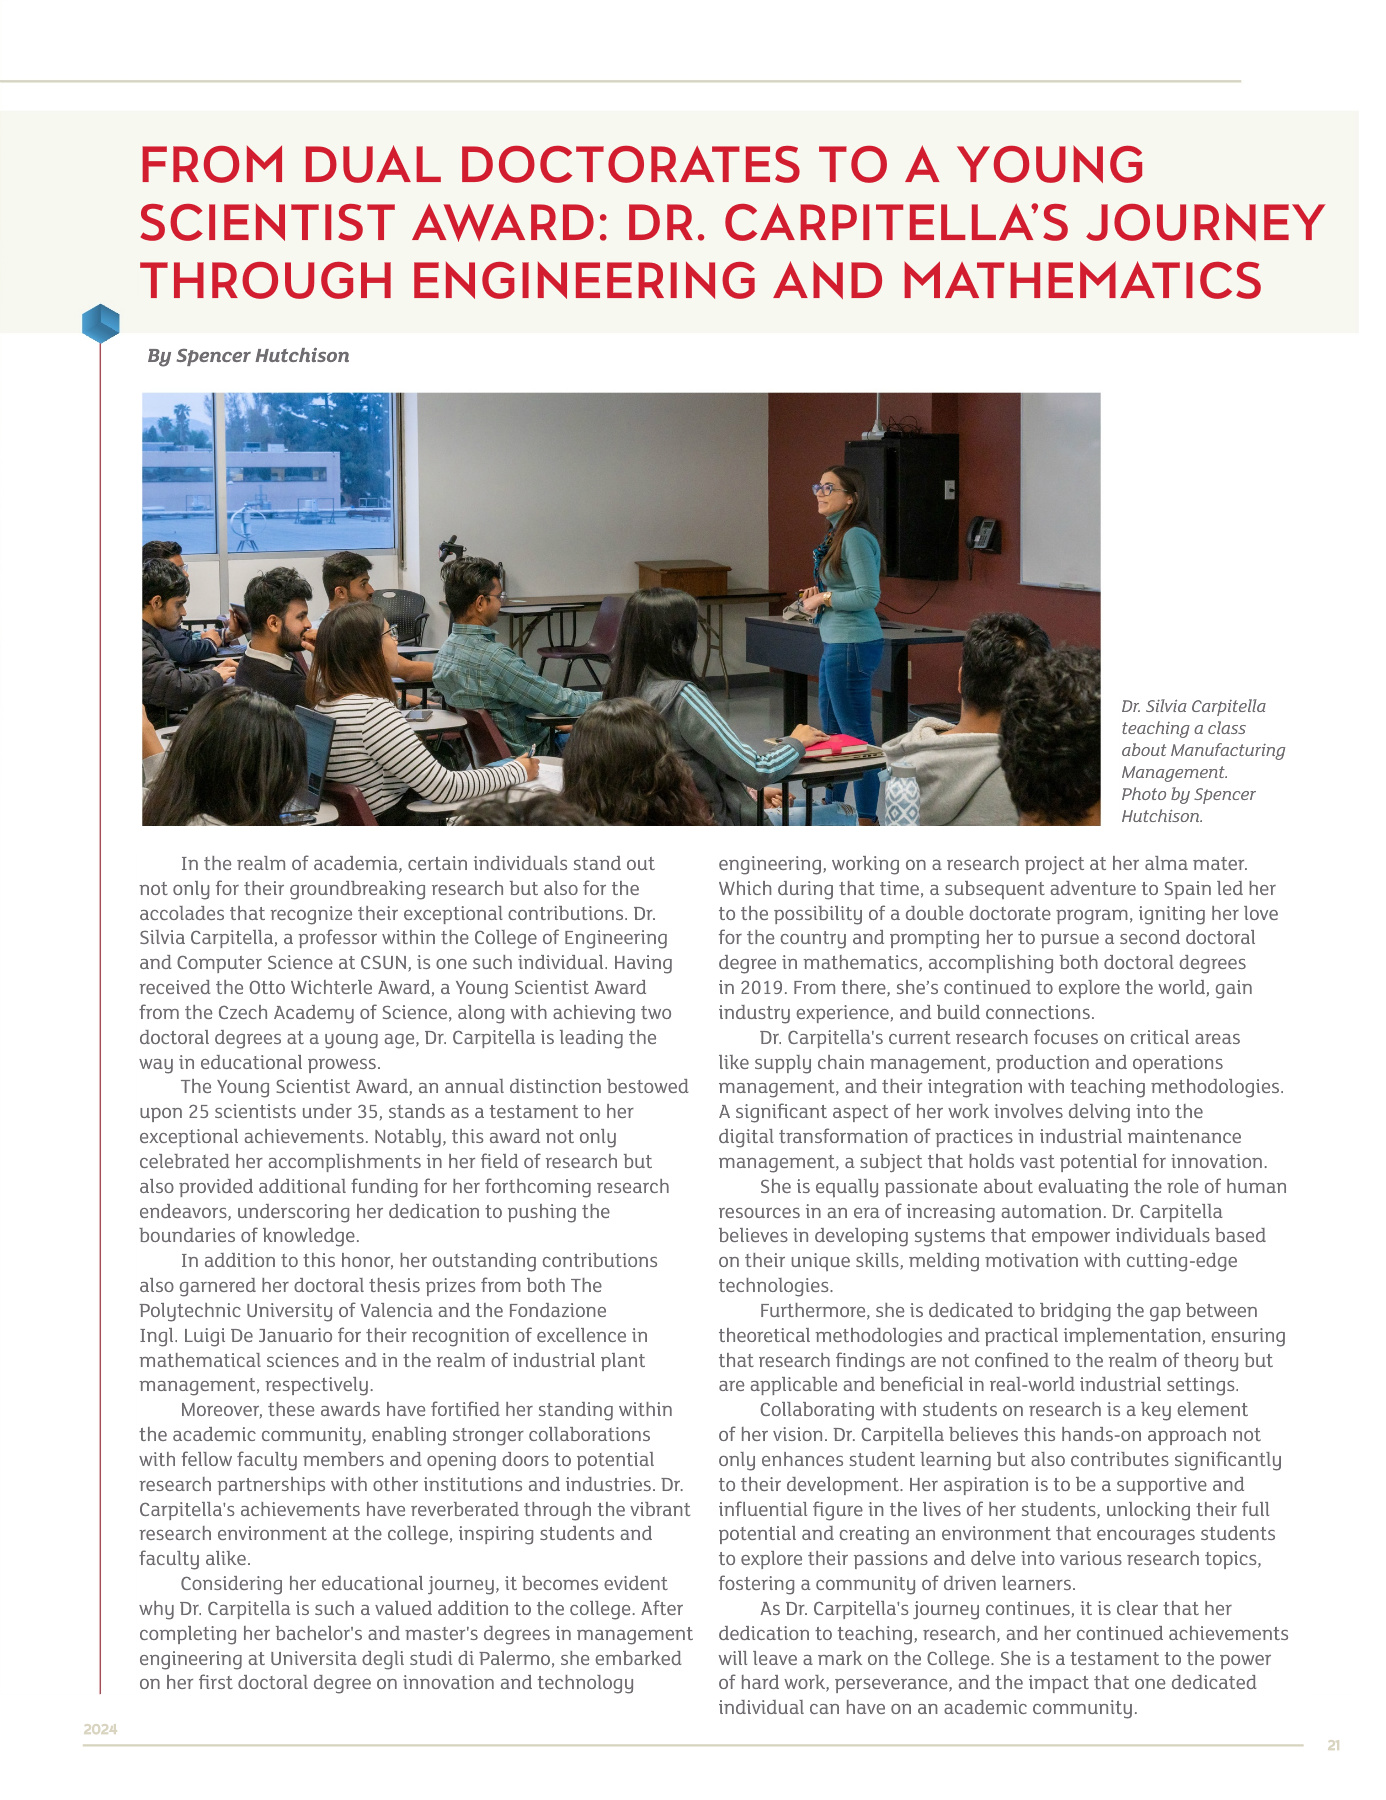 FROM DUAL DOCTORATES TO A YOUNG
SCIENTIST AWARD: DR. CARPITELLA'S JOURNEY
THROUGH ENGINEERING AND MATHEMATICS
By Spencer Hutchison
Dr. Silvia Carpitella
teaching a class
about Manufacturing
Management.
Photo by Spencer
Hutchison.
In the realm of academia, certain individuals stand out
not only for their groundbreaking research but also for the
accolades that recognize their exceptional contributions. Dr.
Silvia Carpitella, a professor within the College of Engineering
and Computer Science at CSUN, is one such individual. Having
received the Otto Wichterle Award, a Young Scientist Award
from the Czech Academy of Science, along with achieving two
doctoral degrees at a young age, Dr. Carpitella is leading the
way in educational prowess.
The Young Scientist Award, an annual distinction bestowed
upon 25 scientists under 35, stands as a testament to her
exceptional achievements. Notably, this award not only
celebrated her accomplishments in her field of research but
also provided additional funding for her forthcoming research
endeavors, underscoring her dedication to pushing the
boundaries of knowledge.
In addition to this honor, her outstanding contributions
also garnered her doctoral thesis prizes from both The
Polytechnic University of Valencia and the Fondazione
Ingl. Luigi De Januario for their recognition of excellence in
mathematical sciences and in the realm of industrial plant
management, respectively.
Moreover, these awards have fortified her standing within
the academic community, enabling stronger collaborations
with fellow faculty members and opening doors to potential
research partnerships with other institutions and industries. Dr.
Carpitella's achievements have reverberated through the vibrant
research environment at the college, inspiring students and
faculty alike.
Considering her educational journey, it becomes evident
why Dr. Carpitella is such a valued addition to the college. After
completing her bachelor's and master's degrees in management
engineering at Universita degli studi di Palermo, she embarked
on her first doctoral degree on innovation and technology
engineering, working on a research project at her alma mater.
Which during that time, a subsequent adventure to Spain led her
to the possibility of a double doctorate program, igniting her love
for the country and prompting her to pursue a second doctoral
degree in mathematics, accomplishing both doctoral degrees
in 2019. From there, she's continued to explore the world, gain
industry experience, and build connections.
Dr. Carpitella's current research focuses on critical areas
like supply chain management, production and operations
management, and their integration with teaching methodologies.
A significant aspect of her work involves delving into the
digital transformation of practices in industrial maintenance
management, a subject that holds vast potential for innovation.
She is equally passionate about evaluating the role of human
resources in an era of increasing automation. Dr. Carpitella
believes in developing systems that empower individuals based
on their unique skills, melding motivation with cutting-edge
technologies.
Furthermore, she is dedicated to bridging the gap between
theoretical methodologies and practical implementation, ensuring
that research findings are not confined to the realm of theory but
are applicable and beneficial in real-world industrial settings.
Collaborating with students on research is a key element
of her vision. Dr. Carpitella believes this hands-on approach not
only enhances student learning but also contributes significantly
to their development. Her aspiration is to be a supportive and
influential figure in the lives of her students, unlocking their full
potential and creating an environment that encourages students
to explore their passions and delve into various research topics,
fostering a community of driven learners.
As Dr. Carpitella's journey continues, it is clear that her
dedication to teaching, research, and her continued achievements
will leave a mark on the College. She is a testament to the power
of hard work, perseverance, and the impact that one dedicated
individual can have on an academic community.
2024
21